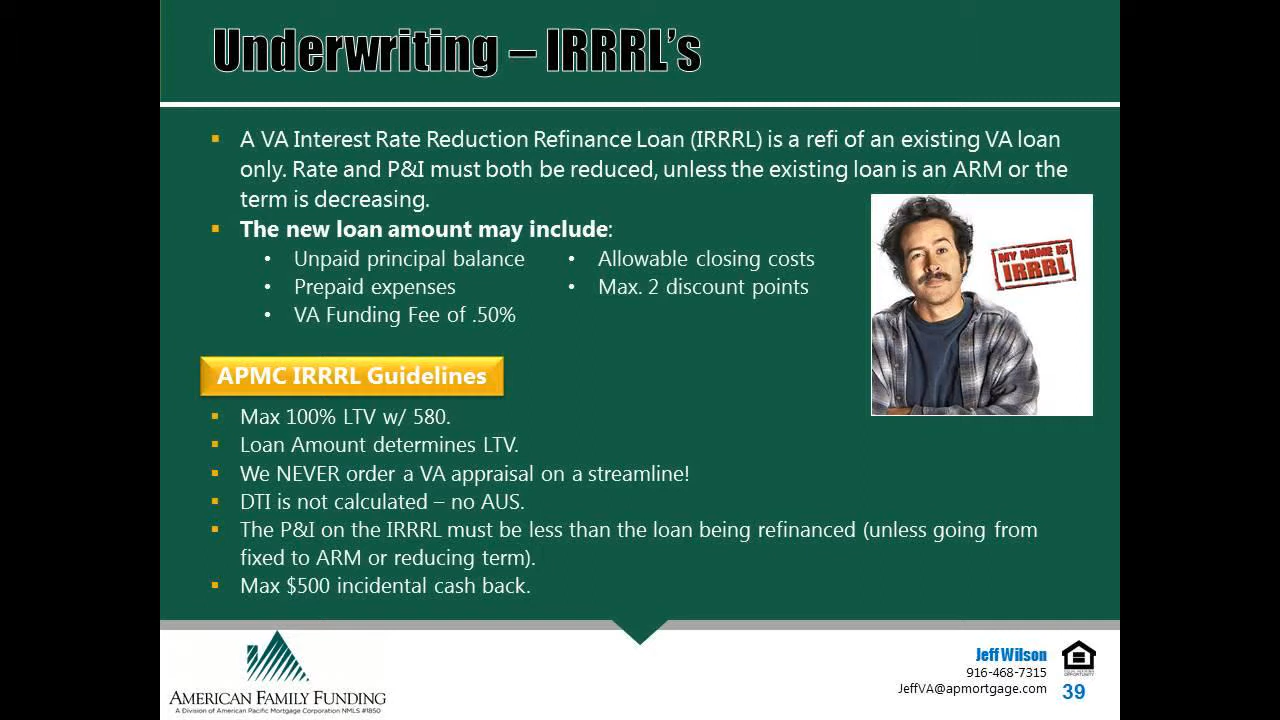 Underwriting – IRRRL's
▪ A VA Interest Rate Reduction Refinance Loan (IRRRL) is a refi of an existing VA loan
only. Rate and P&I must both be reduced, unless the existing loan is an ARM or the
term is decreasing.
▪ The new loan amount may include:
• Unpaid principal balance
• Prepaid expenses
• VA Funding Fee of .50%
• Allowable closing costs
• Max. 2 discount points
MY NAME IS
IRRRL
APMC IRRRL Guidelines
▪ Max 100% LTV w/ 580.
▪ Loan Amount determines LTV.
▪ We NEVER order a VA appraisal on a streamline!
▪ DTI is not calculated – no AUS.
▪ The P&I on the IRRRL must be less than the loan being refinanced (unless going from
fixed to ARM or reducing term).
▪ Max $500 incidental cash back.
AMERICAN FAMILY FUNDING
A Division of American Pacific Mortgage Corporation NMLS #1850
Jeff Wilson
916-468-7315
JeffVA@apmortgage.com
39